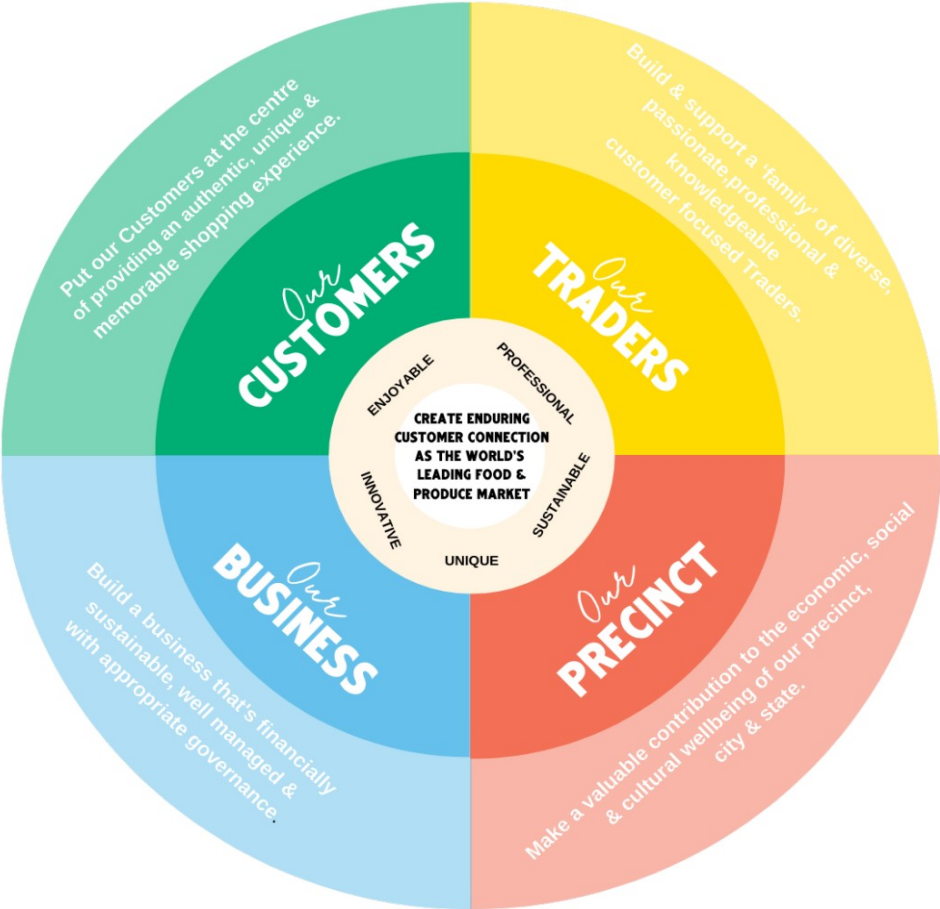 Put our Customers at the centre
of providing an authentic, unique &
memorable shopping experience.
Our
CUSTOMERS
Build & support a 'family' of diverse,
passionate,professional &
knowledgeable
customer focused Traders.
Our
TRADERS
ENJOYABLE
PROFESSIONAL
SUSTAINABLE
UNIQUE
INNOVATIVE
CREATE ENDURING
CUSTOMER CONNECTION
AS THE WORLD'S
LEADING FOOD &
PRODUCE MARKET
Our
BUSINESS
Build a business that's financially
sustainable, well managed &
with appropriate governance.
Our
PRECINCT
Make a valuable contribution to the economic, social
& cultural wellbeing of our precinct,
city & state.